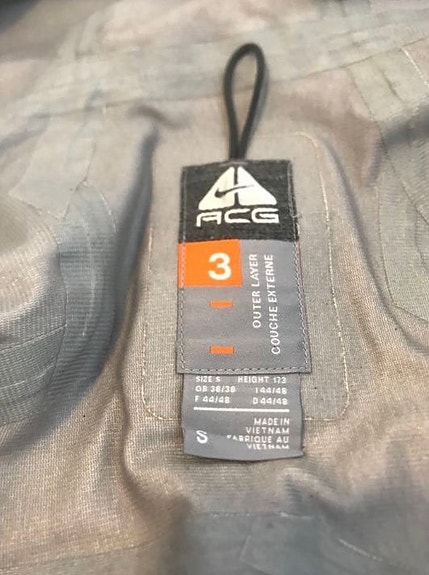 ACG
3
OUTER LAYER
COUCHE EXTERNE
SIZE S HEIGHT 173
GB 36/38 I 44/48
F 44/48 D 44/48
S
MADE IN
VIETNAM
FABRIQUÉ AU
VIETNAM